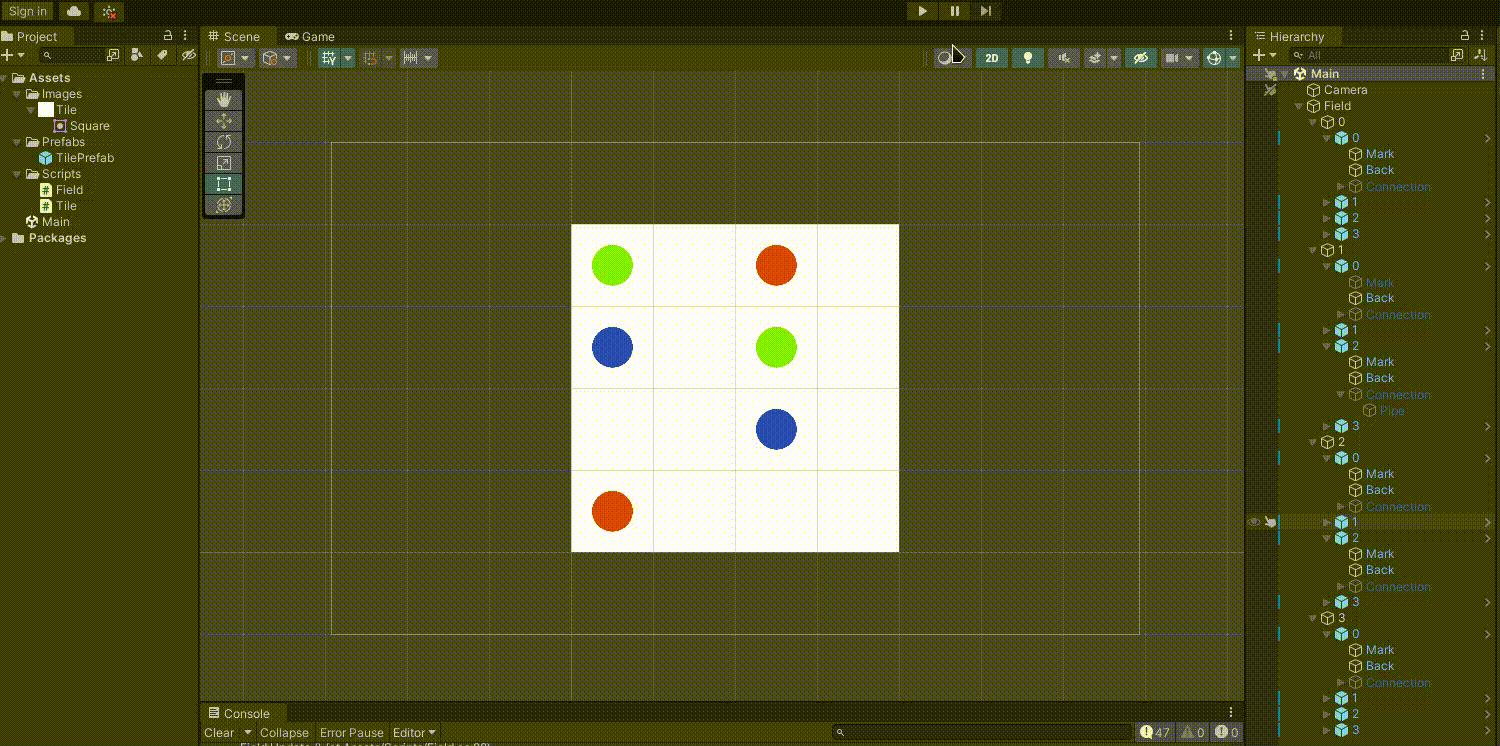 Sign in
Project
Assets
Images
Tile
Square
Prefabs
TilePrefab
Scripts
Field
Tile
Main
Packages
Scene Game
2D
Console
Clear Collapse Error Pause Editor
47 0 0
Hierarchy
All
Main
Camera
Field
0
0
Mark
Back
Connection
1
2
3
1
0
Mark
Back
Connection
1
2
Mark
Back
Connection
Pipe
3
2
0
Mark
Back
Connection
1
2
Mark
Back
Connection
3
3
0
Mark
Back
Connection
1
2
3